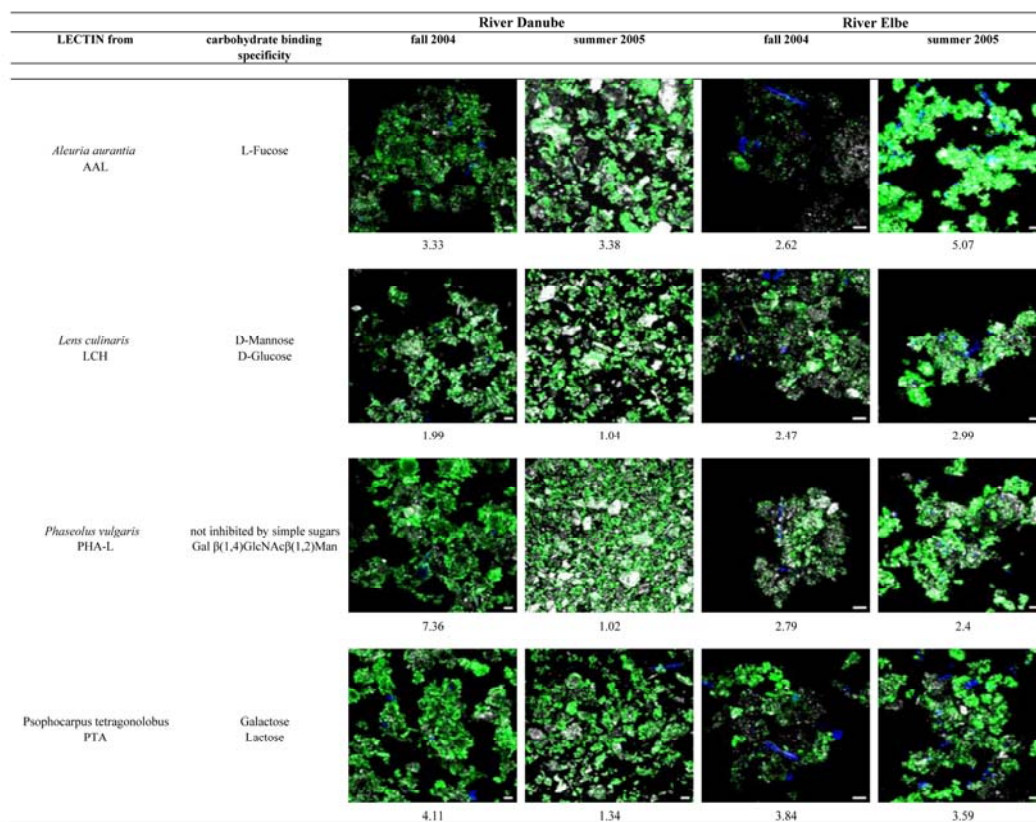 River Danube River Elbe
LECTIN from carbohydrate binding specificity fall 2004 summer 2005 fall 2004 summer 2005
Aleuria aurantia
AAL
L-Fucose
3.33 3.38 2.62 5.07
Lens culinaris
LCH
D-Mannose
D-Glucose
1.99 1.04 2.47 2.99
Phaseolus vulgaris
PHA-L
not inhibited by simple sugars
Gal β(1,4)GlcNAcβ(1,2)Man
7.36 1.02 2.79 2.4
Psophocarpus tetragonolobus
PTA
Galactose
Lactose
4.11 1.34 3.84 3.59